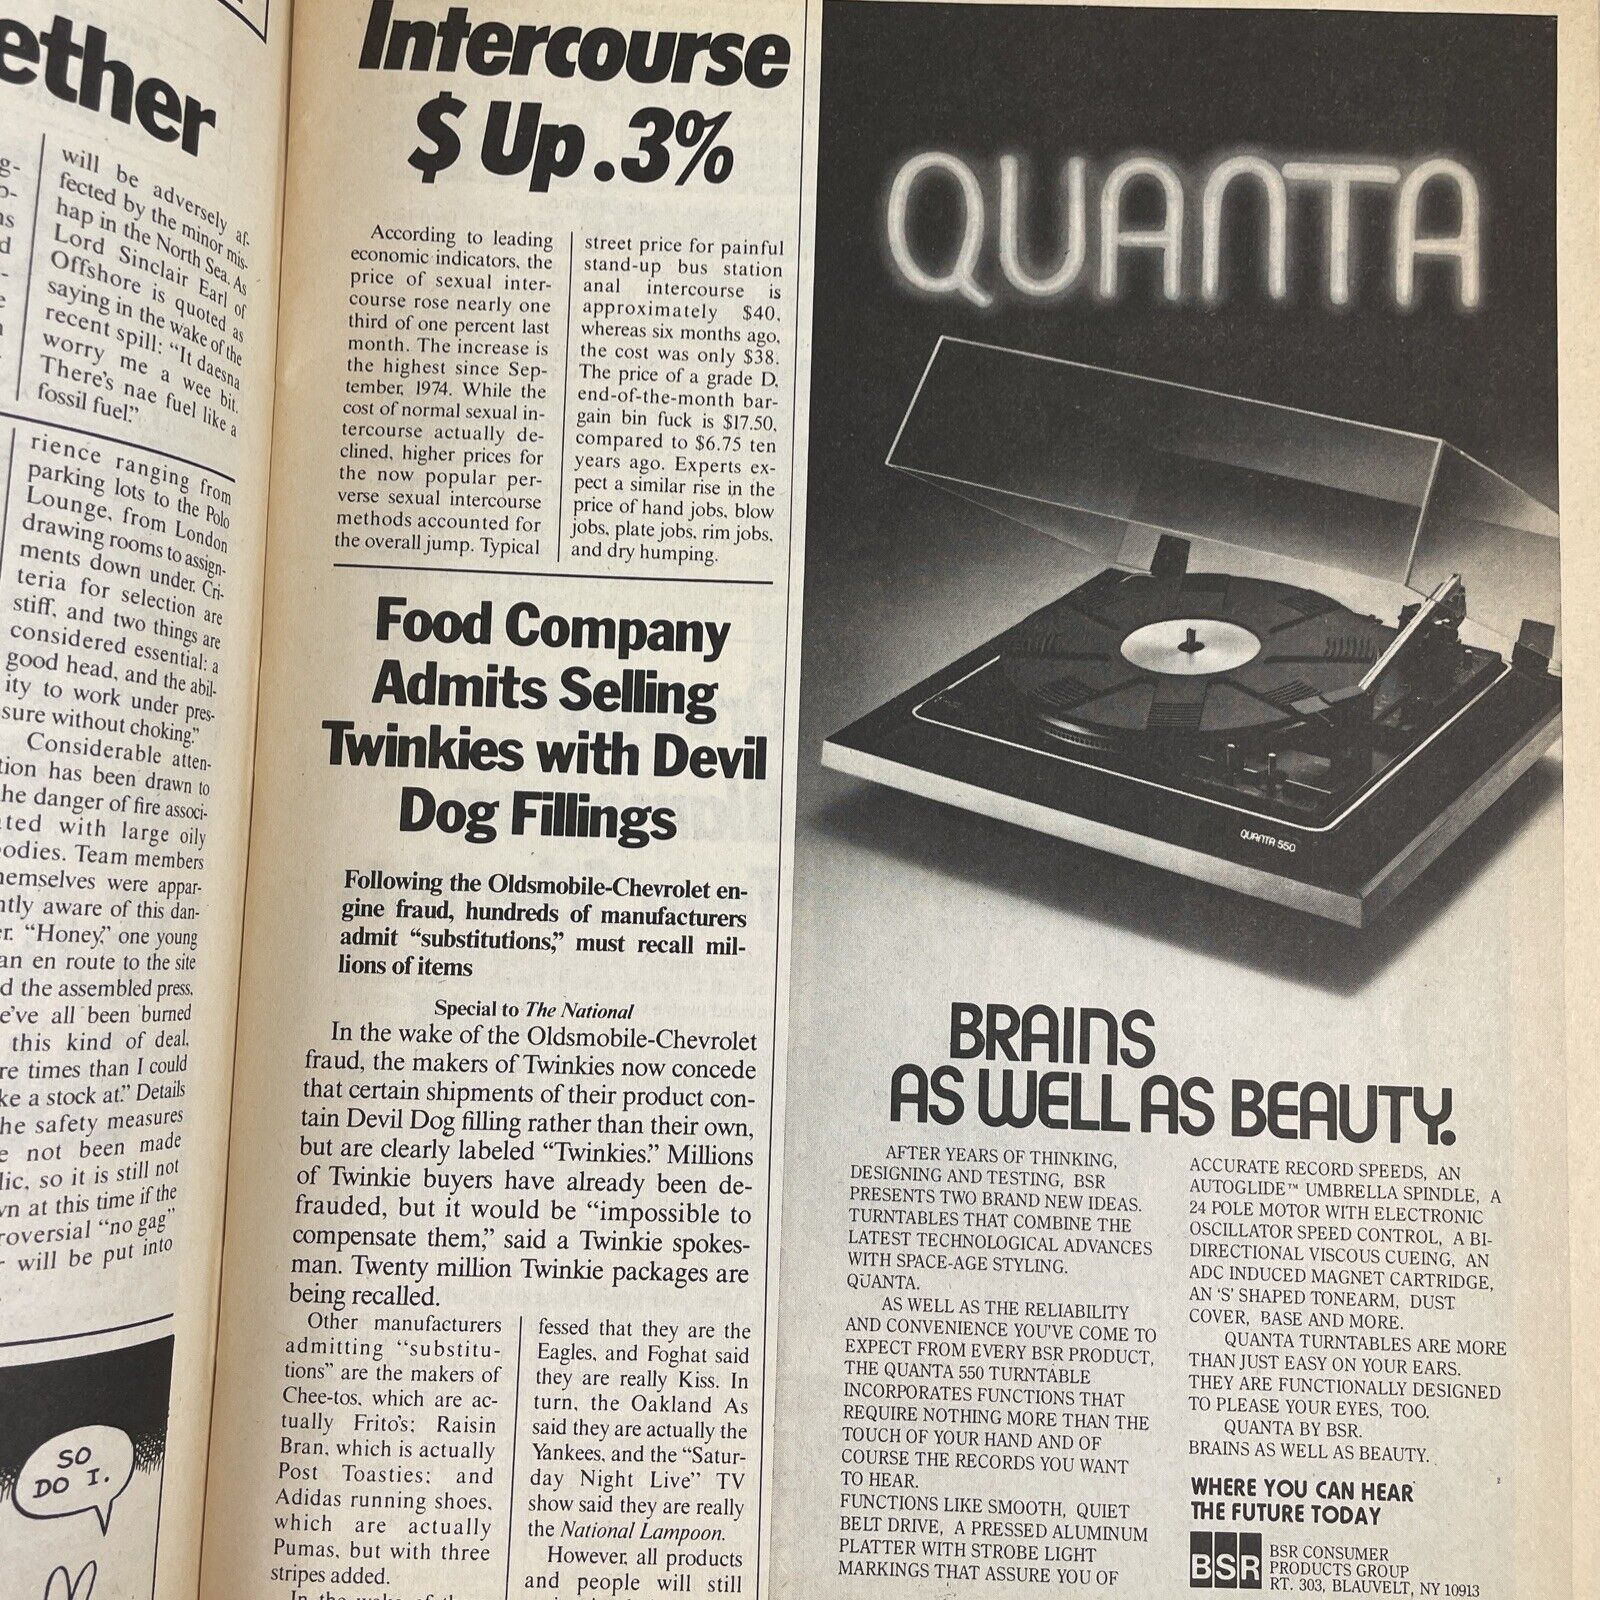 ether
will be adversely af-
fected by the minor mis-
hap in the North Sea. As
Lord Sinclair Earl of
Offshore is quoted as
saying in the wake of the
recent spill: “It daesna
worry me a wee bit.
There’s nae fuel like a
fossil fuel.”
rience ranging from
parking lots to the Polo
Lounge, from London
drawing rooms to assign-
ments down under. Cri-
teria for selection are
stiff, and two things are
considered essential: a
good head, and the abil-
ity to work under pres-
sure without choking.”
Considerable atten-
tion has been drawn to
he danger of fire associ-
ated with large oily
odies. Team members
hemselves were appar-
ntly aware of this dan-
er. “Honey,” one young
an en route to the site
d the assembled press,
e’ve all been burned
this kind of deal,
re times than I could
ke a stock at.” Details
he safety measures
e not been made
lic, so it is still not
wn at this time if the
roversial “no gag”
will be put into
SO
DO I.
Intercourse
$ Up .3%
According to leading
economic indicators, the
price of sexual inter-
course rose nearly one
third of one percent last
month. The increase is
the highest since Sep-
tember, 1974. While the
cost of normal sexual in-
tercourse actually de-
clined, higher prices for
the now popular per-
verse sexual intercourse
methods accounted for
the overall jump. Typical
street price for painful
stand-up bus station
anal intercourse is
approximately $40,
whereas six months ago,
the cost was only $38.
The price of a grade D,
end-of-the-month bar-
gain bin fuck is $17.50,
compared to $6.75 ten
years ago. Experts ex-
pect a similar rise in the
price of hand jobs, blow
jobs, plate jobs, rim jobs,
and dry humping.
Food Company
Admits Selling
Twinkies with Devil
Dog Fillings
Following the Oldsmobile-Chevrolet en-
gine fraud, hundreds of manufacturers
admit “substitutions,” must recall mil-
lions of items
Special to The National
In the wake of the Oldsmobile-Chevrolet
fraud, the makers of Twinkies now concede
that certain shipments of their product con-
tain Devil Dog filling rather than their own,
but are clearly labeled “Twinkies.” Millions
of Twinkie buyers have already been de-
frauded, but it would be “impossible to
compensate them,” said a Twinkie spokes-
man. Twenty million Twinkie packages are
being recalled.
Other manufacturers
admitting “substitu-
tions” are the makers of
Chee-tos, which are ac-
tually Frito’s; Raisin
Bran, which is actually
Post Toasties; and
Adidas running shoes,
which are actually
Pumas, but with three
stripes added.
In the wake of the
fessed that they are the
Eagles, and Foghat said
they are really Kiss. In
turn, the Oakland As
said they are actually the
Yankees, and the “Satur-
day Night Live” TV
show said they are really
the National Lampoon.
However, all products
and people will still
QUANTA
QUANTA 550
BRAINS
AS WELL AS BEAUTY.
AFTER YEARS OF THINKING,
DESIGNING AND TESTING, BSR
PRESENTS TWO BRAND NEW IDEAS.
TURNTABLES THAT COMBINE THE
LATEST TECHNOLOGICAL ADVANCES
WITH SPACE-AGE STYLING.
QUANTA.
AS WELL AS THE RELIABILITY
AND CONVENIENCE YOU’VE COME TO
EXPECT FROM EVERY BSR PRODUCT,
THE QUANTA 550 TURNTABLE
INCORPORATES FUNCTIONS THAT
REQUIRE NOTHING MORE THAN THE
TOUCH OF YOUR HAND AND OF
COURSE THE RECORDS YOU WANT
TO HEAR.
FUNCTIONS LIKE SMOOTH, QUIET
BELT DRIVE, A PRESSED ALUMINUM
PLATTER WITH STROBE LIGHT
MARKINGS THAT ASSURE YOU OF
ACCURATE RECORD SPEEDS, AN
AUTOGLIDE™ UMBRELLA SPINDLE, A
24 POLE MOTOR WITH ELECTRONIC
OSCILLATOR SPEED CONTROL, A BI-
DIRECTIONAL VISCOUS CUEING, AN
ADC INDUCED MAGNET CARTRIDGE,
AN ‘S’ SHAPED TONEARM, DUST
COVER, BASE AND MORE.
QUANTA TURNTABLES ARE MORE
THAN JUST EASY ON YOUR EARS.
THEY ARE FUNCTIONALLY DESIGNED
TO PLEASE YOUR EYES, TOO.
QUANTA BY BSR.
BRAINS AS WELL AS BEAUTY.
WHERE YOU CAN HEAR
THE FUTURE TODAY
BSR
BSR CONSUMER
PRODUCTS GROUP
RT. 303, BLAUVELT, NY 10913